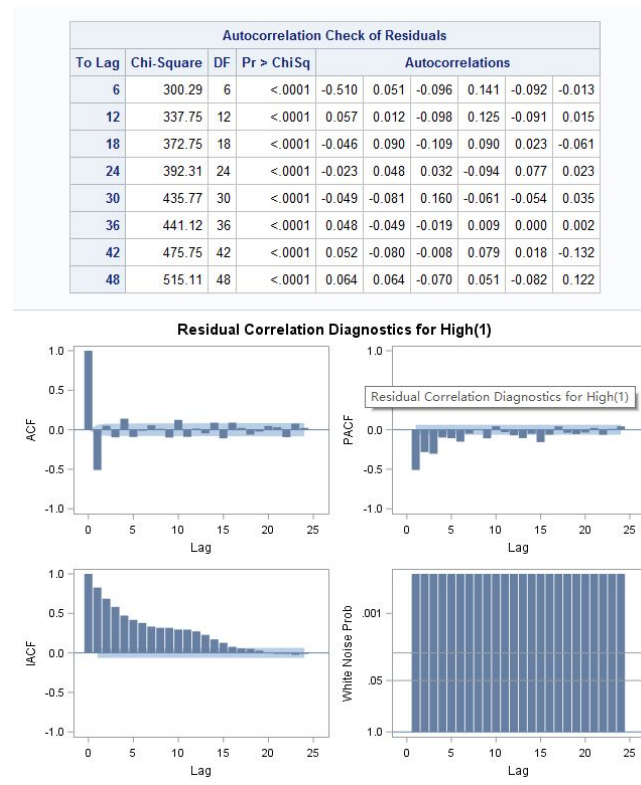 Autocorrelation Check of Residuals
To Lag Chi-Square DF Pr > ChiSq Autocorrelations
6 300.29 6 <.0001 -0.510 0.051 -0.096 0.141 -0.092 -0.013
12 337.75 12 <.0001 0.057 0.012 -0.098 0.125 -0.091 0.015
18 372.75 18 <.0001 -0.046 0.090 -0.109 0.090 0.023 -0.061
24 392.31 24 <.0001 -0.023 0.048 0.032 -0.094 0.077 0.023
30 435.77 30 <.0001 -0.049 -0.081 0.160 -0.061 -0.054 0.035
36 441.12 36 <.0001 0.048 -0.049 -0.019 0.009 0.000 0.002
42 475.75 42 <.0001 0.052 -0.080 -0.008 0.079 0.018 -0.132
48 515.11 48 <.0001 0.064 0.064 -0.070 0.051 -0.082 0.122
Residual Correlation Diagnostics for High(1)
1.0
0.5
0.0
-0.5
-1.0
ACF
0 5 10 15 20 25
Lag
1.0
Residual Correlation Diagnostics for High(1)
0.0
-0.5
-1.0
PACF
0 5 10 15 20 25
Lag
1.0
0.5
0.0
-0.5
-1.0
IACF
0 5 10 15 20 25
Lag
.001
.05
1.0
White Noise Prob
0 5 10 15 20 25
Lag